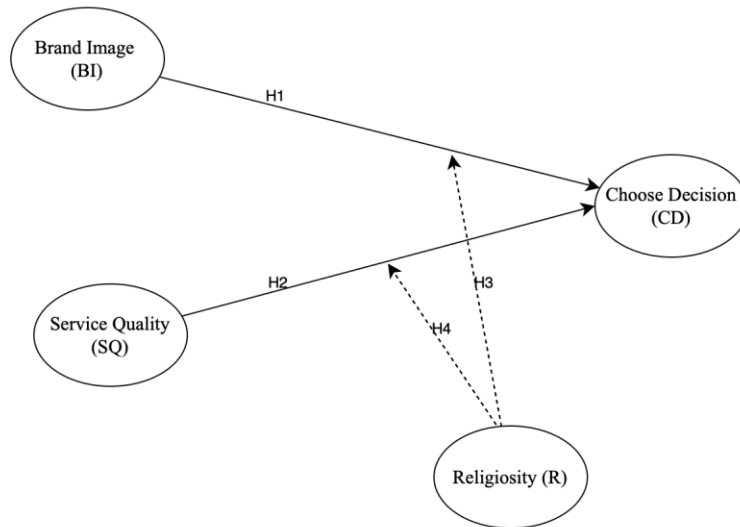 Brand Image
(BI)
H1
Choose Decision
(CD)
H2
H3
Service Quality
(SQ)
H4
Religiosity (R)